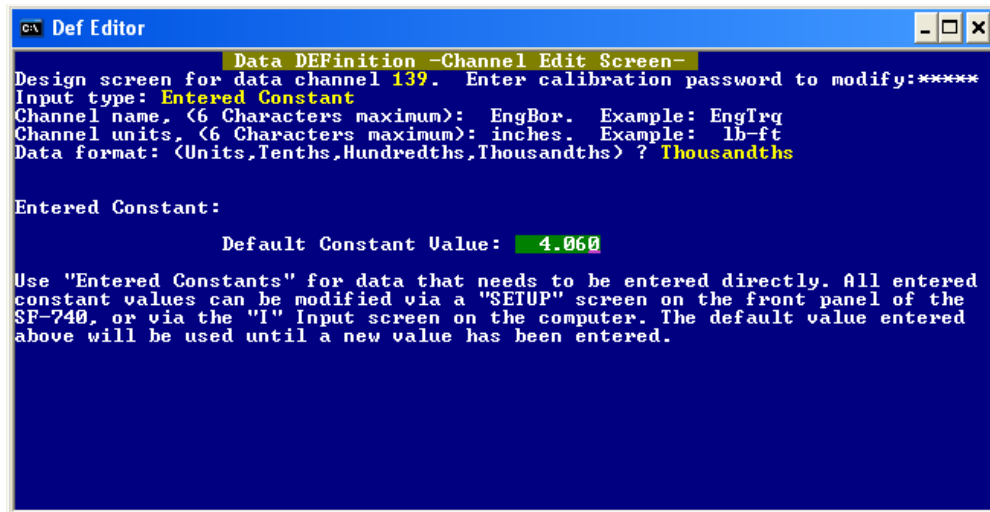 Def Editor
Data DEFinition -Channel Edit Screen-
Design screen for data channel 139.  Enter calibration password to modify:*****
Input type: Entered Constant
Channel name, (6 Characters maximum):  EngBor.  Example: EngTrq
Channel units, (6 Characters maximum): inches.  Example:  lb-ft
Data format: (Units,Tenths,Hundredths,Thousandths) ? Thousandths
Entered Constant:
Default Constant Value:   4.060
Use "Entered Constants" for data that needs to be entered directly. All entered
constant values can be modified via a "SETUP" screen on the front panel of the
SF-740, or via the "I" Input screen on the computer. The default value entered
above will be used until a new value has been entered.